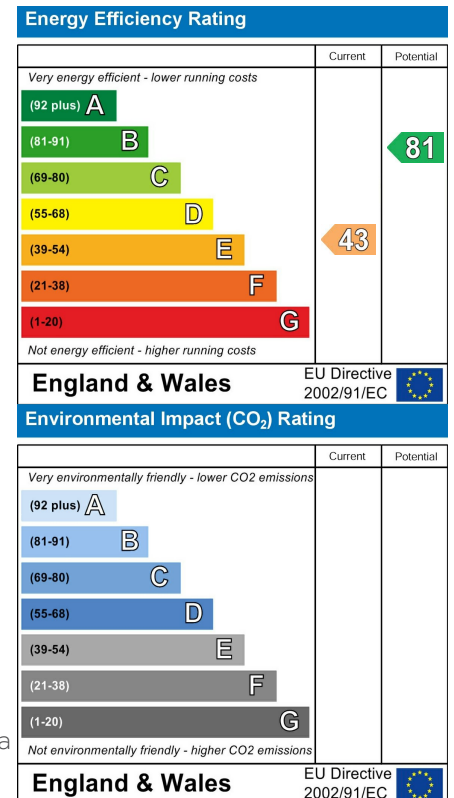 Energy Efficiency Rating
Current Potential
Very energy efficient - lower running costs
(92 plus) A
(81-91) B
81
(69-80) C
(55-68) D
(39-54) E
43
(21-38) F
(1-20) G
Not energy efficient - higher running costs
England & Wales
EU Directive
2002/91/EC
Environmental Impact (CO₂) Rating
Current Potential
Very environmentally friendly - lower CO2 emissions
(92 plus) A
(81-91) B
(69-80) C
(55-68) D
(39-54) E
(21-38) F
(1-20) G
a
Not environmentally friendly - higher CO2 emissions
England & Wales
EU Directive
2002/91/EC